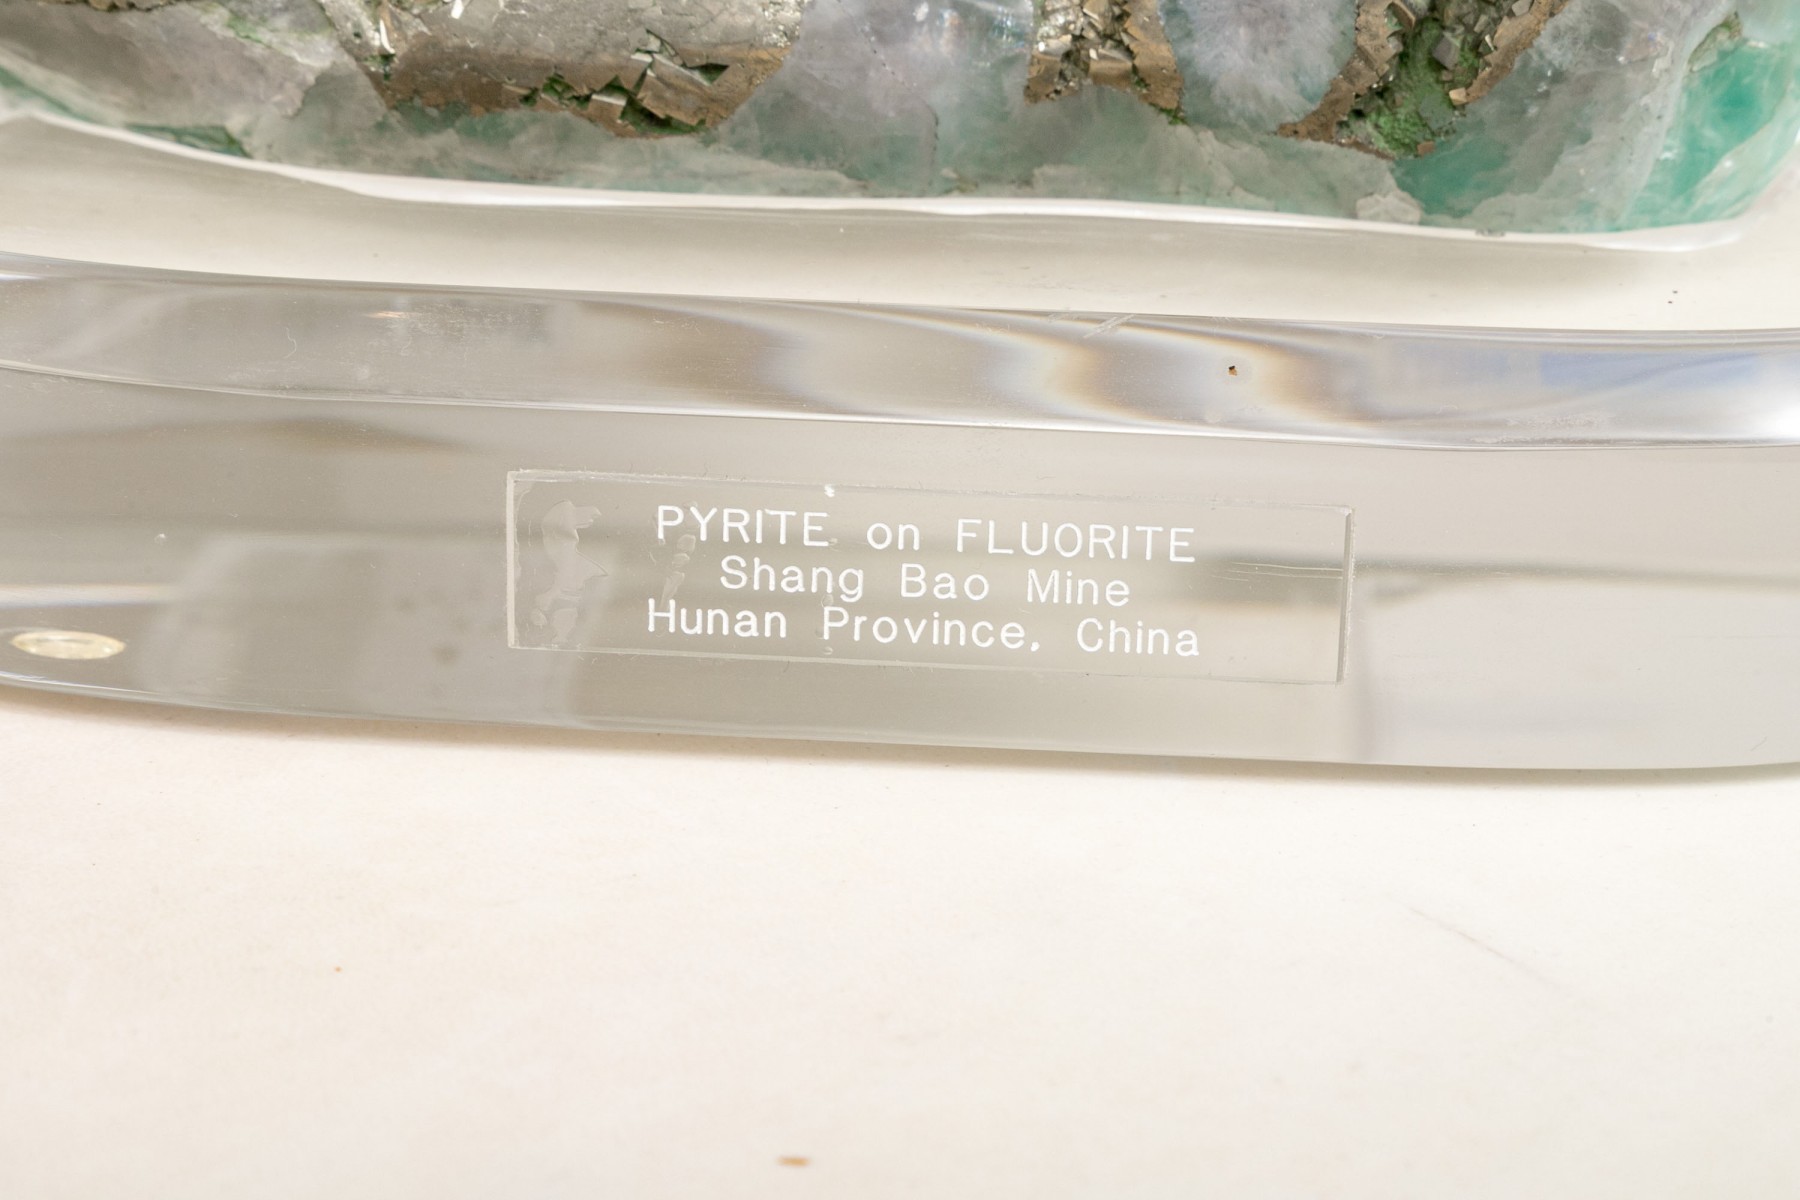 PYRITE on FLUORITE
Shang Bao Mine
Hunan Province, China